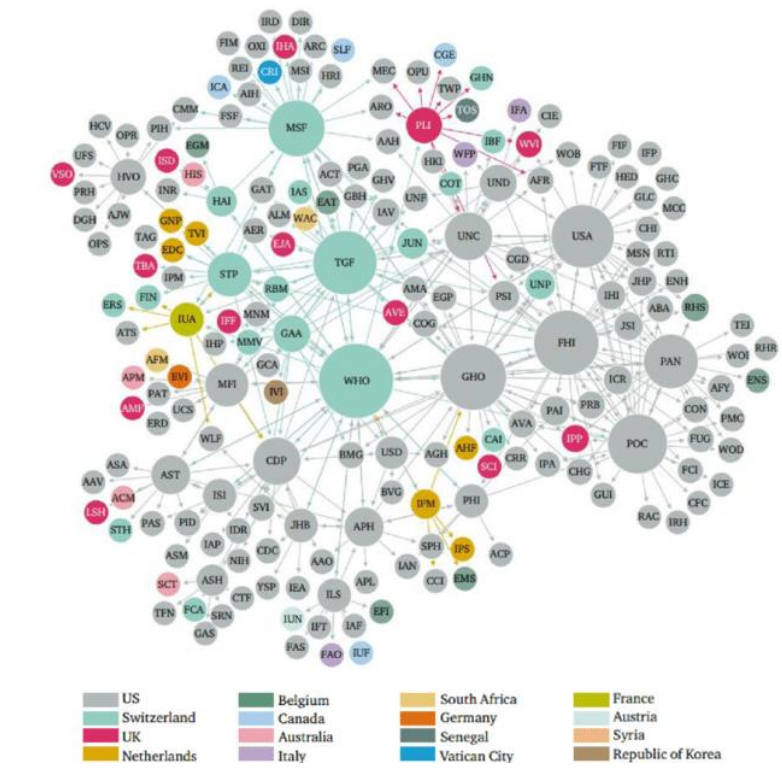 IRD DIR
FIM OXI IHA ARC SLF
REI CRI MSI HRI
ICA AIH
CMM FSF MSF
MEC OPU CGE
TWP GHN
ARO TOS
PLI IFA CIE
AAH IBF WVI
HKI WFP WOB
COT UND AFR
HCV OPR PIH
UFS ISD EGM
VSO HVO HIS
PRH INR HAI
DGH AJW
OPS
ACT PGA
GAT IAS GHV
EAT GBH UNF
ALM WAC IAV
AER
EJA
FIF IFP
FTF HED GHC
GLC MCC
USA CHI
MSN RTI
GNP TVI
TAG EDC
TBA IPM STP
TGF JUN UNC
CGD
UNP
PSI
IHI JHP ENH
ABA RHS
JSI
ERS FIN RBM
ATS IUA IFF MNM
IHP MMV GAA
AMA EGP
AVE COG
FHI
PAN
TEI
WOI RHR
ENS
AFM
APM EVI MFI GCA
PAT IVI
AMF UCS
ERD
WHO GHO
ICR
AFY
CON PMC
PAI PRB
WLF
AVA
IPP POC FUG WOD
FCI ICE
CFC
RAC IRH
ASA
AAV AST CDP
ACM ISI
LSH
STH PAS PID SVI
BMG USD AGH AHF CAI
SCI CRR IPA CHG
GUI
BVG IFM PHI
IAP IDR JHB APH
ASM NIH CDC AAO
SPH IPS ACP
IAN CCI EMS
SCT ASH YSP IEA ILS APL
TFN FCA SRN CTF
GAS
IUN IFT IAF EFI
FAS FAO IUF
US Belgium South Africa France
Switzerland Canada Germany Austria
UK Australia Senegal Syria
Netherlands Italy Vatican City Republic of Korea